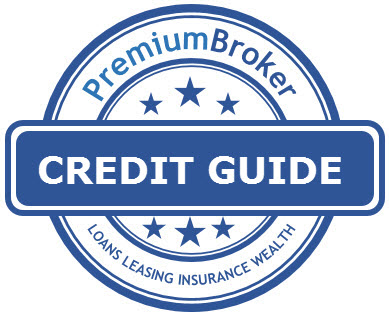 PremiumBroker
CREDIT GUIDE
LOANS LEASING INSURANCE WEALTH